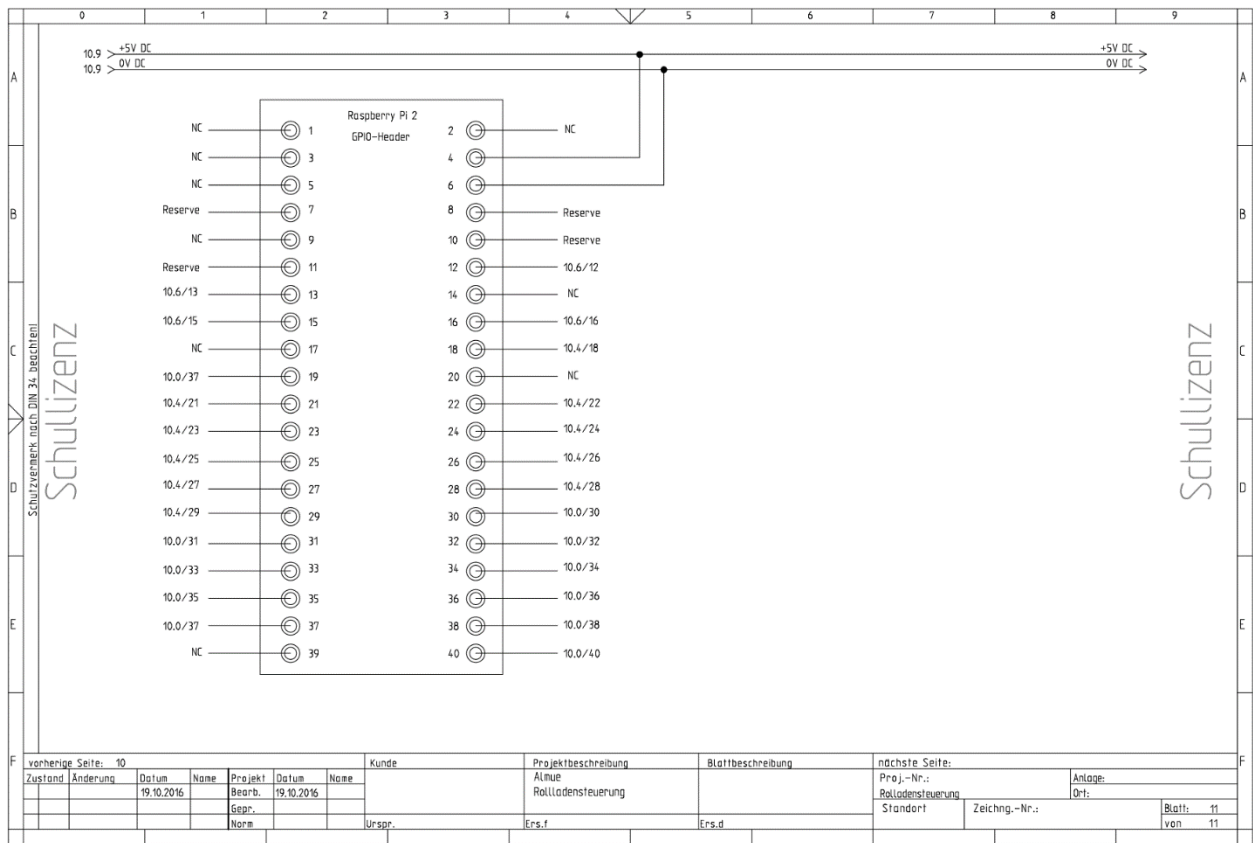 0 1 2 3 4 5 6 7 8 9
10.9 +5V DC +5V DC
10.9 0V DC 0V DC
A A
Raspberry Pi 2
GPIO-Header
NC 1 2 NC
NC 3 4
NC 5 6
B B
Reserve 7 8 Reserve
NC 9 10 Reserve
Reserve 11 12 10.6/12
10.6/13 13 14 NC
10.6/15 15 16 10.6/16
C C
NC 17 18 10.4/18
10.0/37 19 20 NC
10.4/21 21 22 10.4/22
10.4/23 23 24 10.4/24
10.4/25 25 26 10.4/26
D D
10.4/27 27 28 10.4/28
10.4/29 29 30 10.0/30
10.0/31 31 32 10.0/32
10.0/33 33 34 10.0/34
10.0/35 35 36 10.0/36
E E
10.0/37 37 38 10.0/38
NC 39 40 10.0/40
Schutzvermerk nach DIN 34 beachten!
Schullizenz
Schullizenz
F F
vorherige Seite: 10 Kunde Projektbeschreibung Blattbeschreibung nächste Seite:
Zustand Änderung Datum Name Projekt Datum Name Almue Proj.-Nr.: Anlage:
19.10.2016 Bearb. 19.10.2016 Rollladensteuerung Rolladensteuerung Ort:
Gepr. Standort Zeichng.-Nr.: Blatt: 11
Norm Urspr. Ers.f Ers.d von 11